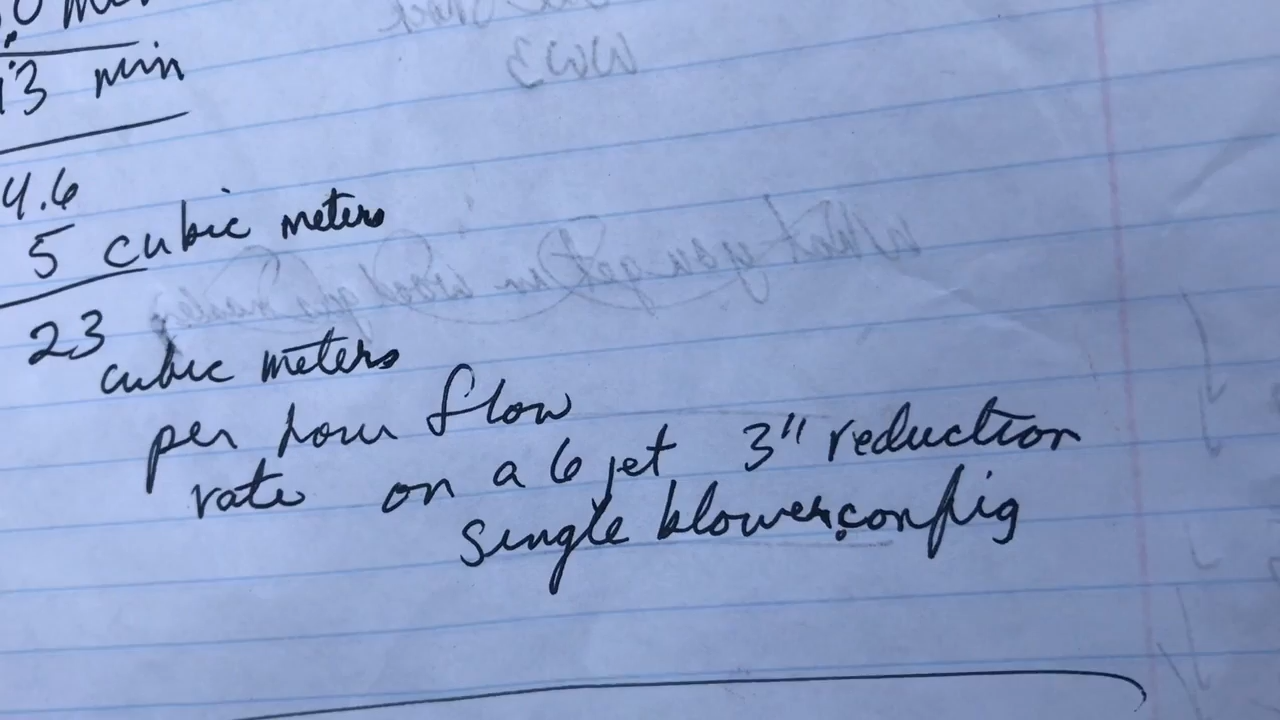 13 min
4.6
5 cubic meters
23
cubic meters
per hour flow
rate on a 6 jet 3" reduction
single blower config